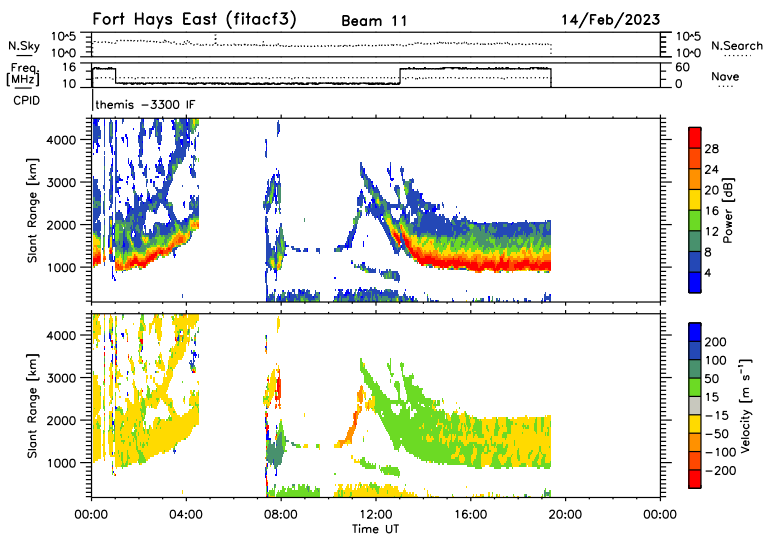 Fort Hays East (fitacf3) Beam 11 14/Feb/2023
N.Sky 10^5 10^0 10^5 10^0 N.Search
Freq. [MHz] 16 10 60 0 Nave
CPID themis -3300 IF
Slant Range [km] 4000 3000 2000 1000
28 24 20 16 12 8 4 Power [dB]
Slant Range [km] 4000 3000 2000 1000
200 100 50 15 -15 -50 -100 -200 Velocity [m s⁻¹]
00:00 04:00 08:00 12:00 16:00 20:00 00:00
Time UT